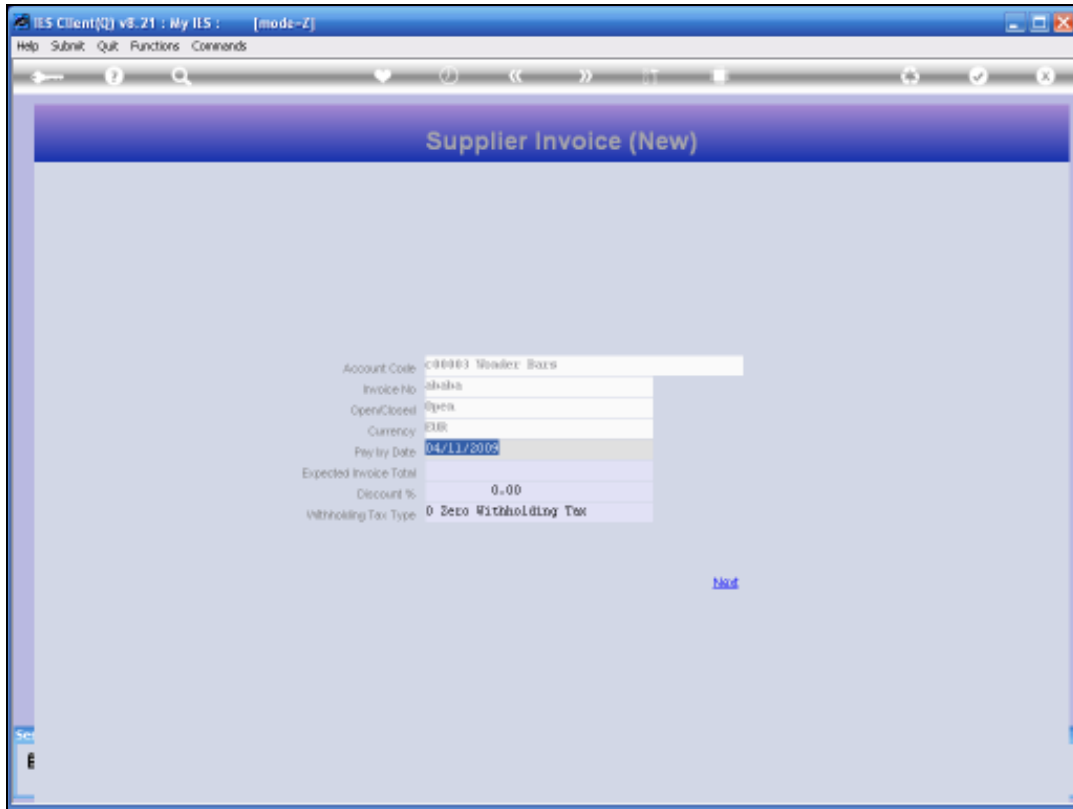 IES Client(Q) v8.21 : My IES : [mode=Z]
Help Submit Quit Functions Commands
Supplier Invoice (New)
Account Code c00003 Wonder Bars
Invoice No ababa
Open/Closed Open
Currency EUR
Pay by Date 04/11/2009
Expected Invoice Total
Discount % 0.00
Withholding Tax Type 0 Zero Withholding Tax
Next